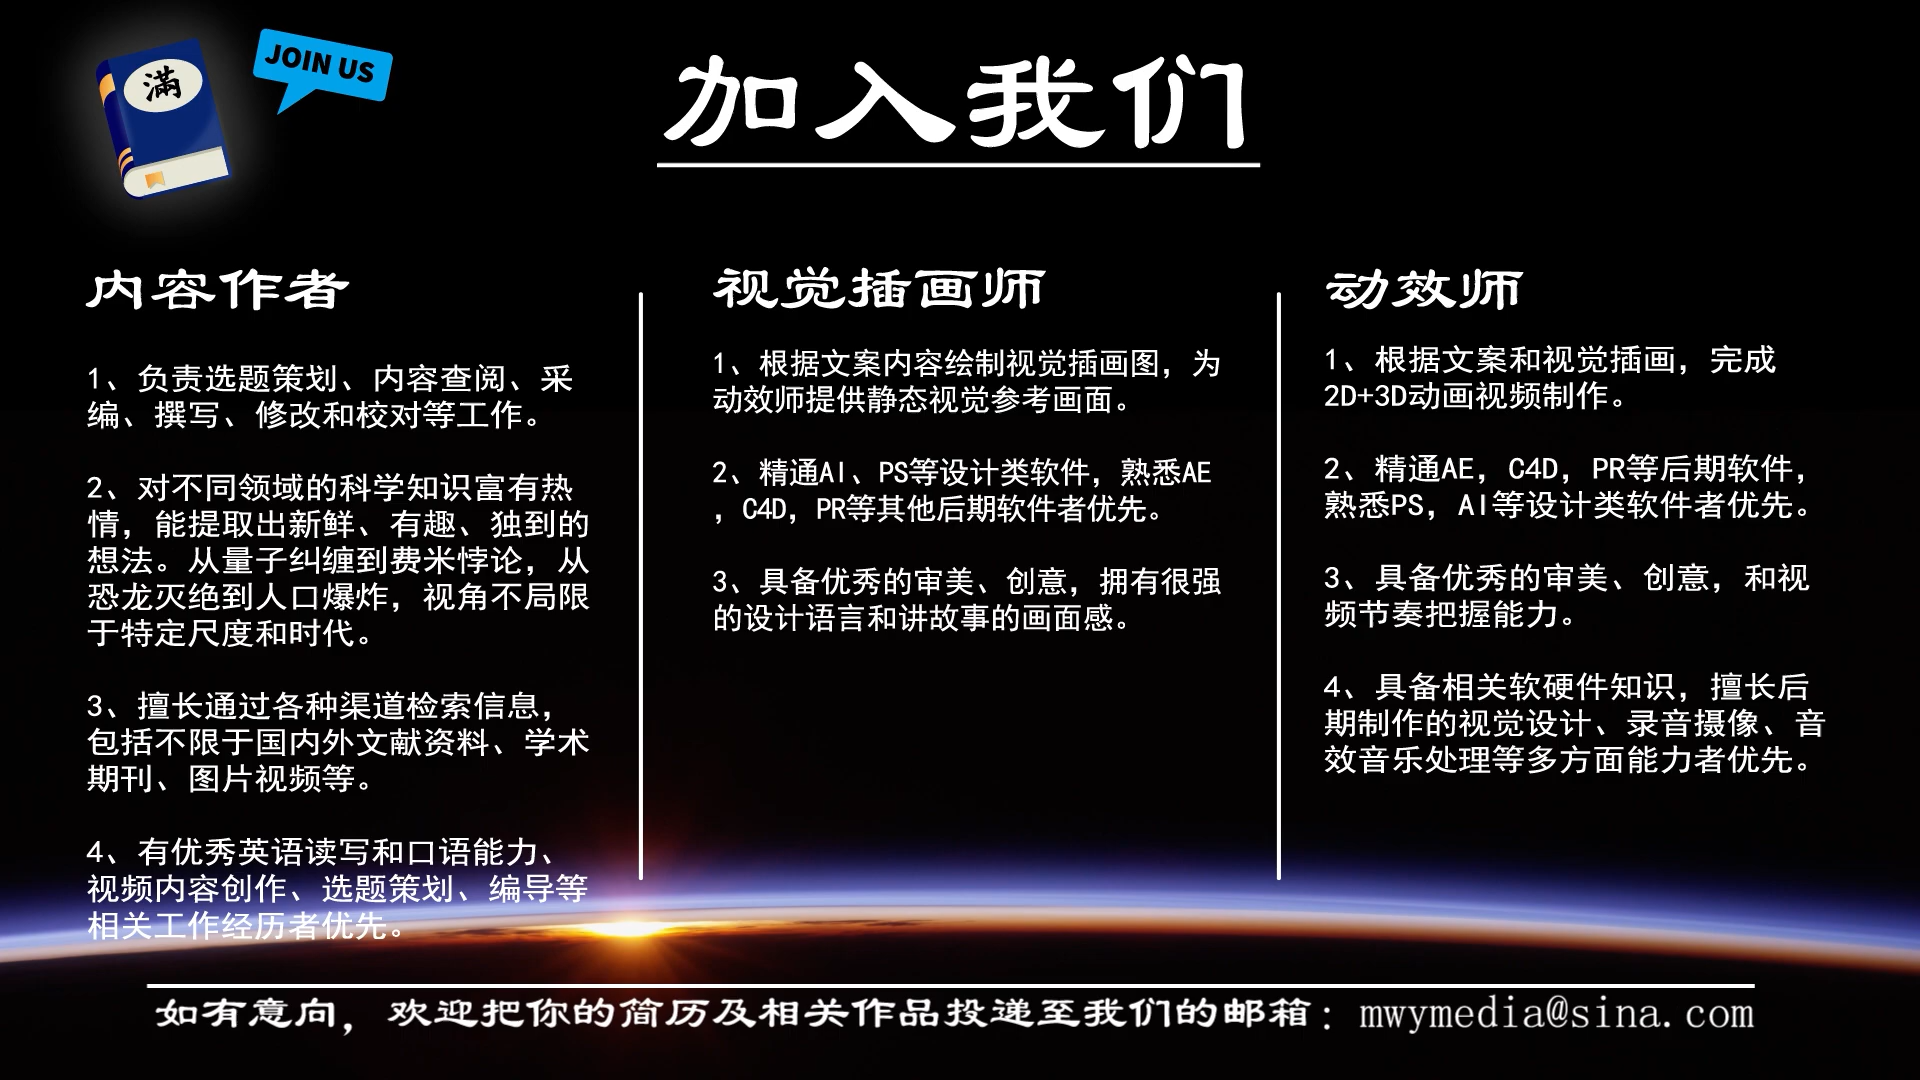 滿
JOIN US
加入我们
内容作者
1、负责选题策划、内容查阅、采
编、撰写、修改和校对等工作。
2、对不同领域的科学知识富有热
情，能提取出新鲜、有趣、独到的
想法。从量子纠缠到费米悖论，从
恐龙灭绝到人口爆炸，视角不局限
于特定尺度和时代。
3、擅长通过各种渠道检索信息，
包括不限于国内外文献资料、学术
期刊、图片视频等。
4、有优秀英语读写和口语能力、
视频内容创作、选题策划、编导等
相关工作经历者优先。
视觉插画师
1、根据文案内容绘制视觉插画图，为
动效师提供静态视觉参考画面。
2、精通AI、PS等设计类软件，熟悉AE
，C4D，PR等其他后期软件者优先。
3、具备优秀的审美、创意，拥有很强
的设计语言和讲故事的画面感。
动效师
1、根据文案和视觉插画，完成
2D+3D动画视频制作。
2、精通AE，C4D，PR等后期软件，
熟悉PS，AI等设计类软件者优先。
3、具备优秀的审美、创意，和视
频节奏把握能力。
4、具备相关软硬件知识，擅长后
期制作的视觉设计、录音摄像、音
效音乐处理等多方面能力者优先。
如有意向，欢迎把你的简历及相关作品投递至我们的邮箱：mwymedia@sina.com